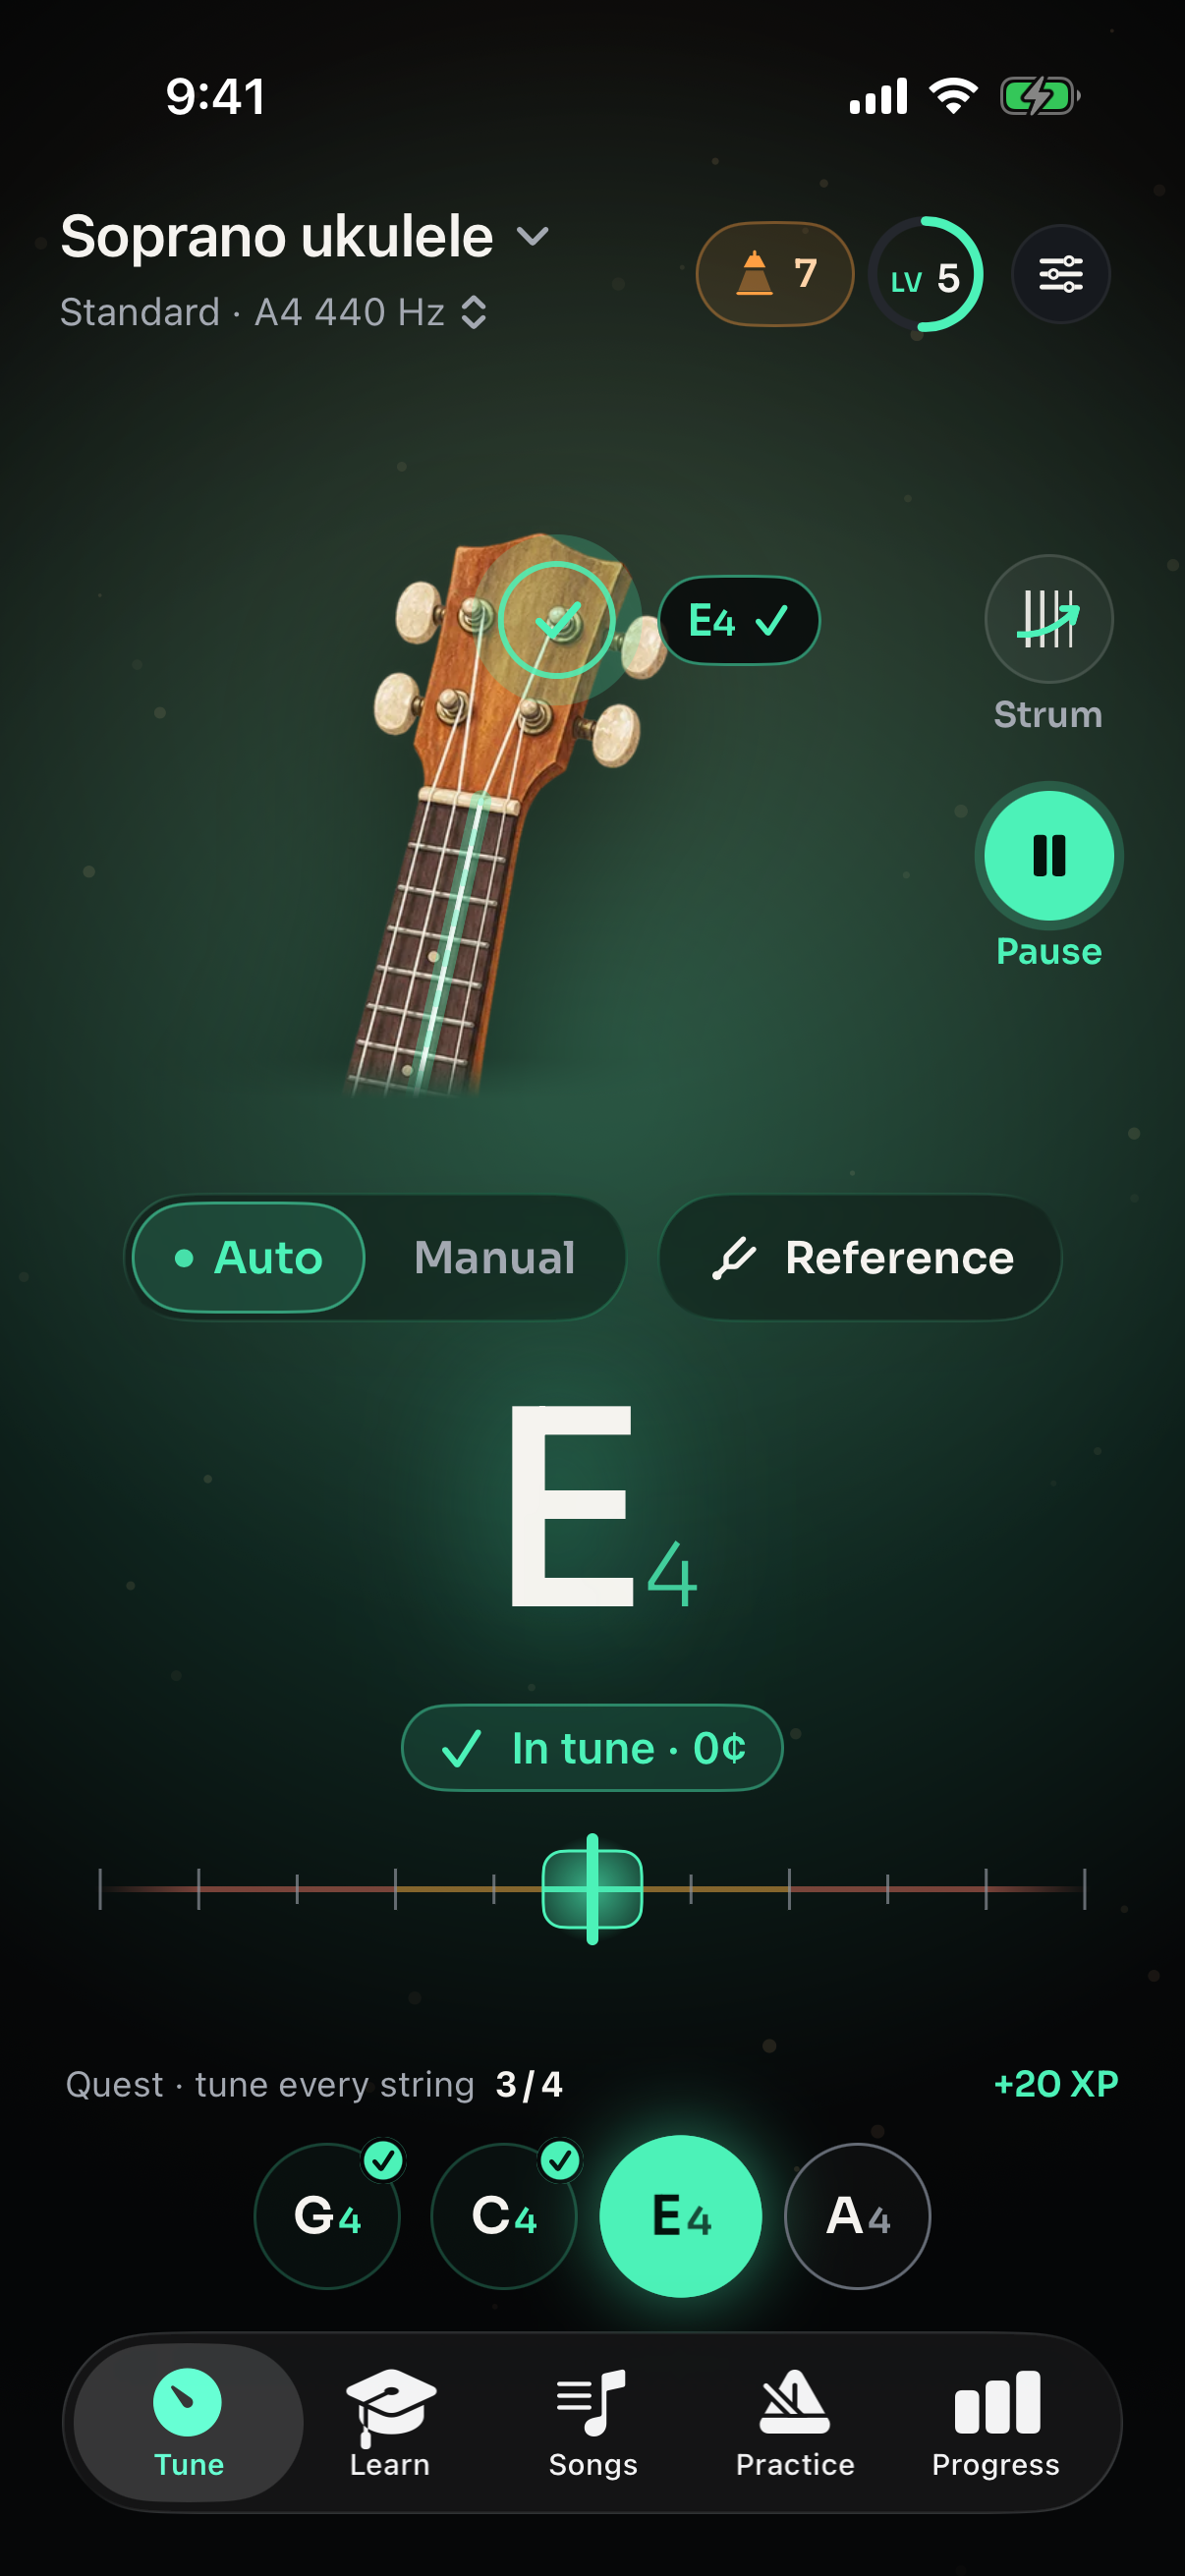 9:41
Soprano ukulele
Standard · A4 440 Hz
7
LV 5
E4
Strum
Pause
Auto
Manual
Reference
E4
In tune · 0¢
Quest · tune every string 3/4
+20 XP
G4
C4
E4
A4
Tune
Learn
Songs
Practice
Progress